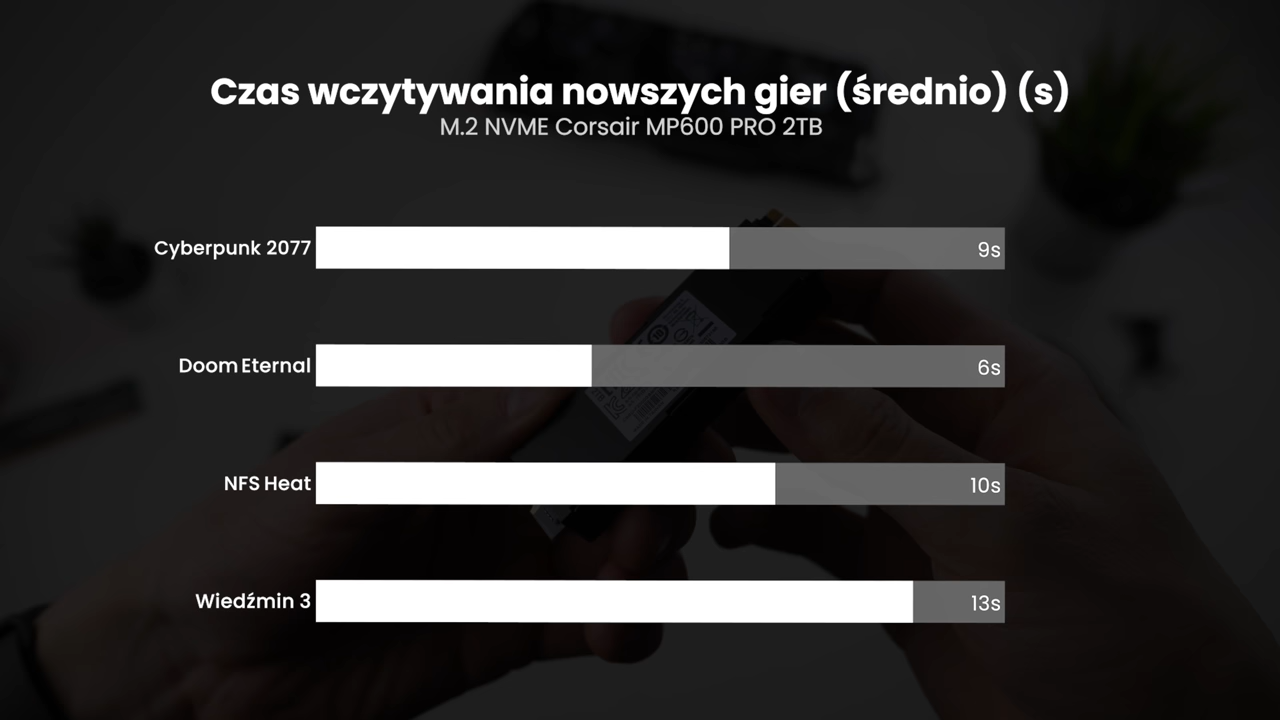 Czas wczytywania nowszych gier (średnio) (s)
M.2 NVME Corsair MP600 PRO 2TB
Cyberpunk 2077 9s
Doom Eternal 6s
NFS Heat 10s
Wiedźmin 3 13s